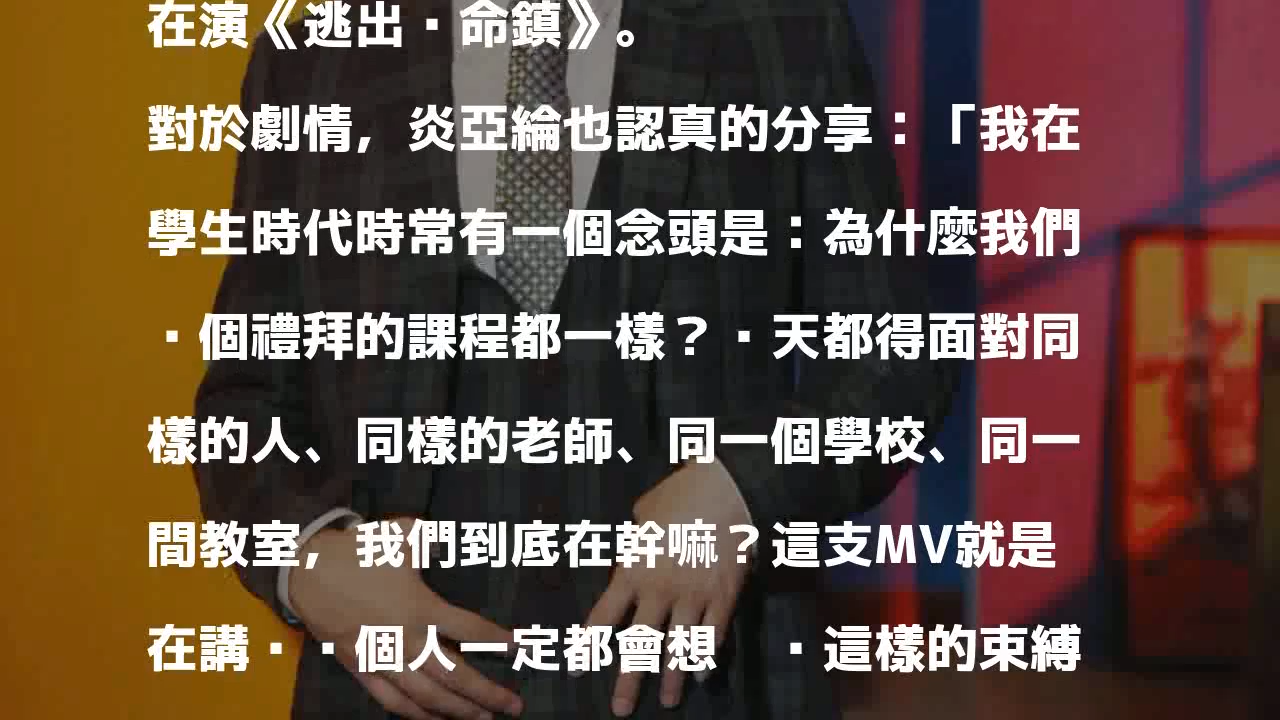 在演《逃出·命鎮》。
對於劇情，炎亞綸也認真的分享：「我在
學生時代時常有一個念頭是：為什麼我們
·個禮拜的課程都一樣？·天都得面對同
樣的人、同樣的老師、同一個學校、同一
間教室，我們到底在幹嘛？這支MV就是
在講··個人一定都會想　·這樣的束縛